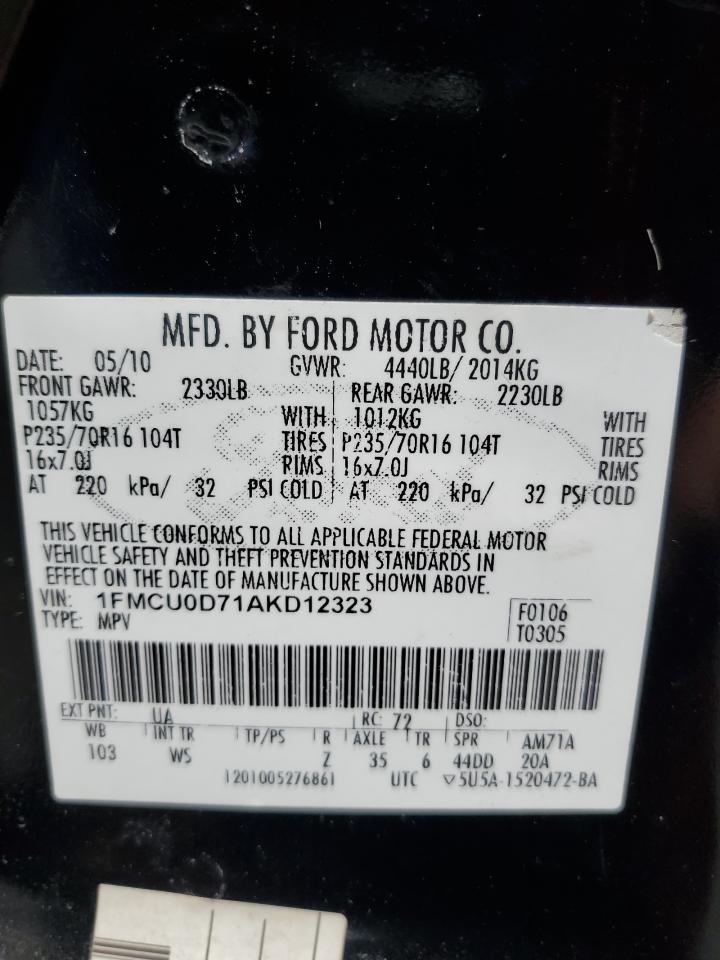 MFD. BY FORD MOTOR CO.
DATE: 05/10 GVWR: 4440LB/ 2014KG
FRONT GAWR: 2330LB REAR GAWR: 2230LB
1057KG WITH 1012KG WITH
P235/70R16 104T TIRES P235/70R16 104T TIRES
16x7.0J RIMS 16x7.0J RIMS
AT 220 kPa/ 32 PSI COLD AT 220 kPa/ 32 PSI COLD
THIS VEHICLE CONFORMS TO ALL APPLICABLE FEDERAL MOTOR
VEHICLE SAFETY AND THEFT PREVENTION STANDARDS IN
EFFECT ON THE DATE OF MANUFACTURE SHOWN ABOVE.
VIN: 1FMCU0D71AKD12323 F0106
TYPE: MPV T0305
EXT PNT: UA RC: 72 DSO:
WB INT TR TP/PS R AXLE TR SPR AM71A
103 WS Z 35 6 44DD 20A
1201005276861 UTC ▽5U5A-1520472-BA